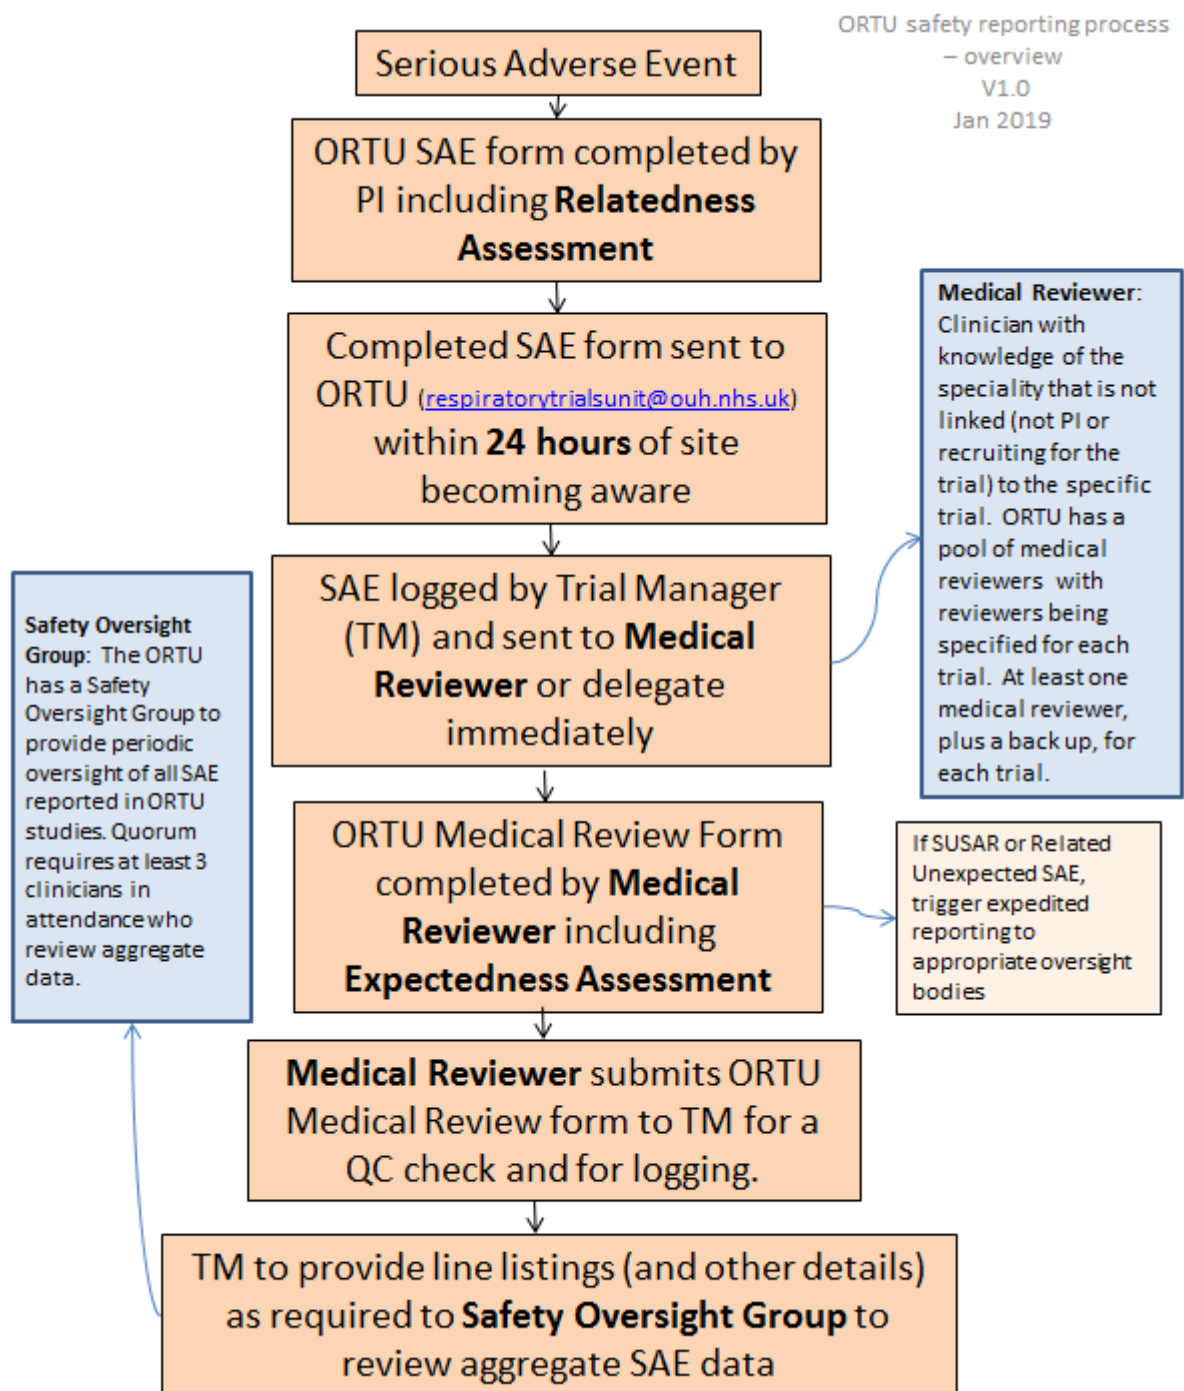 ORTU safety reporting process
– overview
V1.0
Jan 2019
Serious Adverse Event
ORTU SAE form completed by
PI including Relatedness
Assessment
Completed SAE form sent to
ORTU (respiratorytrialsunit@ouh.nhs.uk)
within 24 hours of site
becoming aware
SAE logged by Trial Manager
(TM) and sent to Medical
Reviewer or delegate
immediately
Medical Reviewer:
Clinician with
knowledge of the
speciality that is not
linked (not PI or
recruiting for the
trial) to the specific
trial. ORTU has a
pool of medical
reviewers with
reviewers being
specified for each
trial. At least one
medical reviewer,
plus a back up, for
each trial.
ORTU Medical Review Form
completed by Medical
Reviewer including
Expectedness Assessment
If SUSAR or Related
Unexpected SAE,
trigger expedited
reporting to
appropriate oversight
bodies
Medical Reviewer submits ORTU
Medical Review form to TM for a
QC check and for logging.
TM to provide line listings (and other details)
as required to Safety Oversight Group to
review aggregate SAE data
Safety Oversight
Group: The ORTU
has a Safety
Oversight Group to
provide periodic
oversight of all SAE
reported in ORTU
studies. Quorum
requires at least 3
clinicians in
attendance who
review aggregate
data.